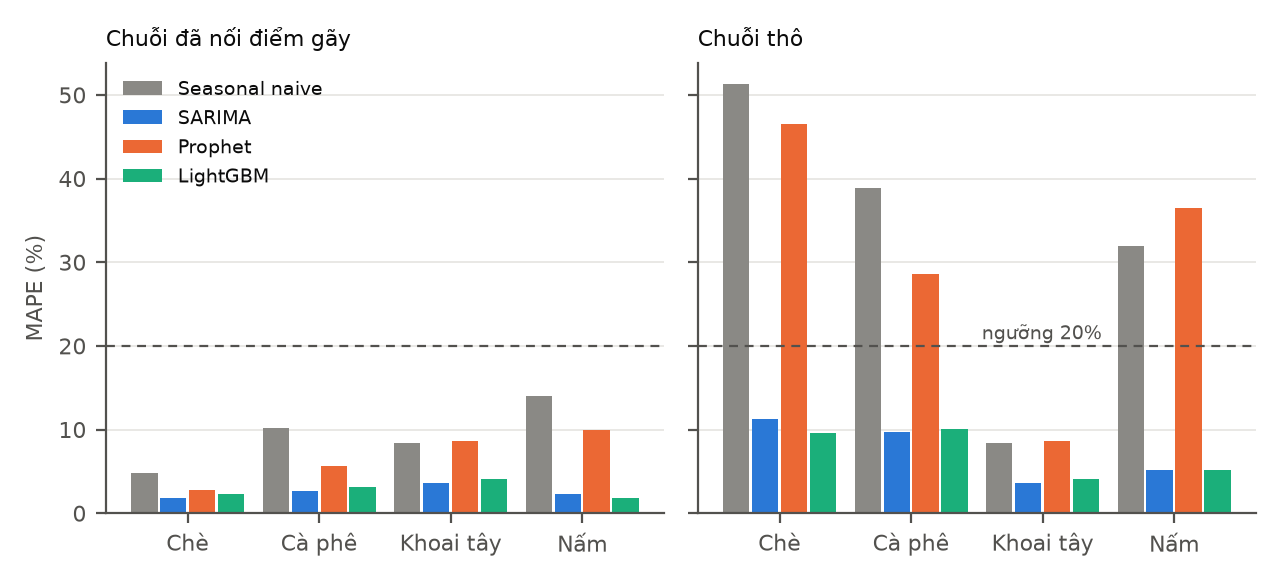 Chuỗi đã nối điểm gãy
Seasonal naive
SARIMA
Prophet
LightGBM
MAPE (%)
50
40
30
20
10
0
Chè
Cà phê
Khoai tây
Nấm
Chuỗi thô
ngưỡng 20%
Chè
Cà phê
Khoai tây
Nấm